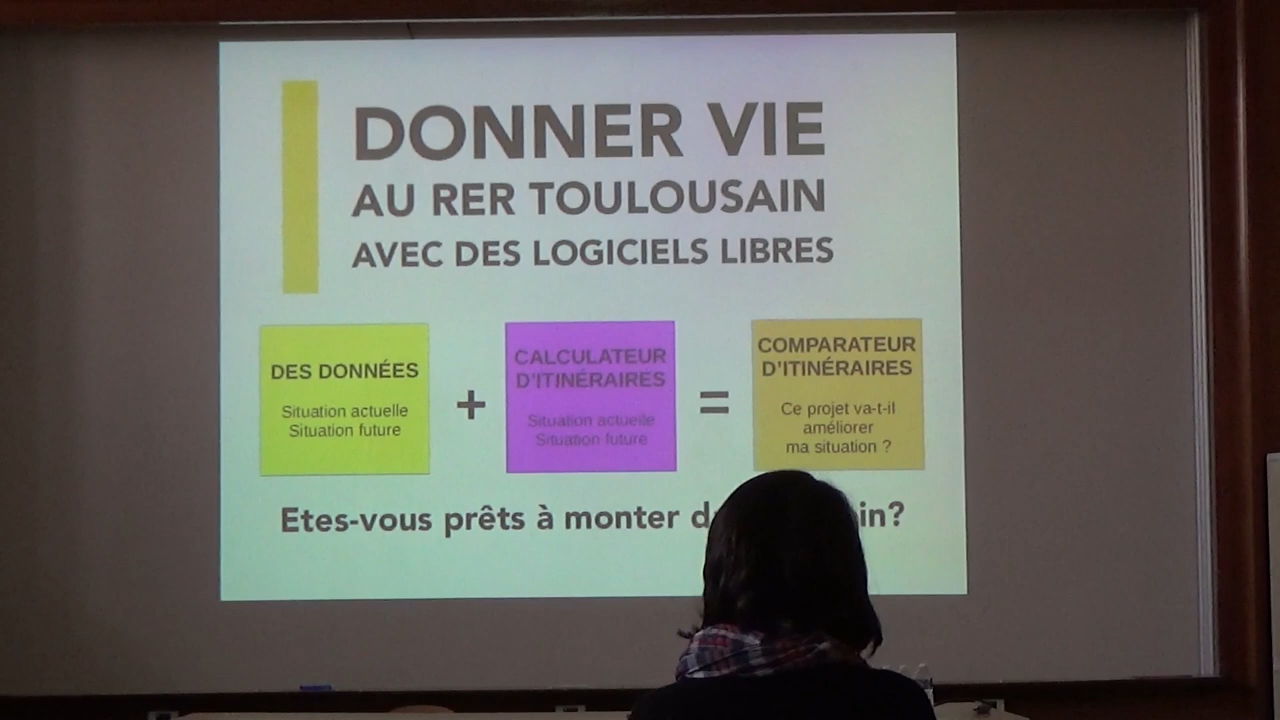 DONNER VIE
AU RER TOULOUSAIN
AVEC DES LOGICIELS LIBRES
DES DONNÉES
Situation actuelle
Situation future
+
CALCULATEUR
D'ITINÉRAIRES
Situation actuelle
Situation future
=
COMPARATEUR
D'ITINÉRAIRES
Ce projet va-t-il
améliorer
ma situation ?
Etes-vous prêts à monter